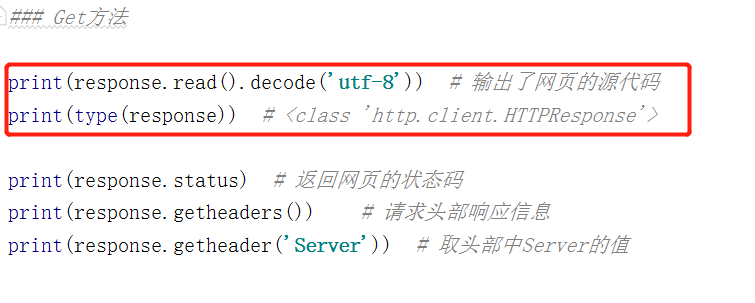 ### Get方法
print(response.read().decode('utf-8'))  # 输出了网页的源代码
print(type(response))  # <class 'http.client.HTTPResponse'>
print(response.status)  # 返回网页的状态码
print(response.getheaders())    # 请求头部响应信息
print(response.getheader('Server'))  # 取头部中Server的值